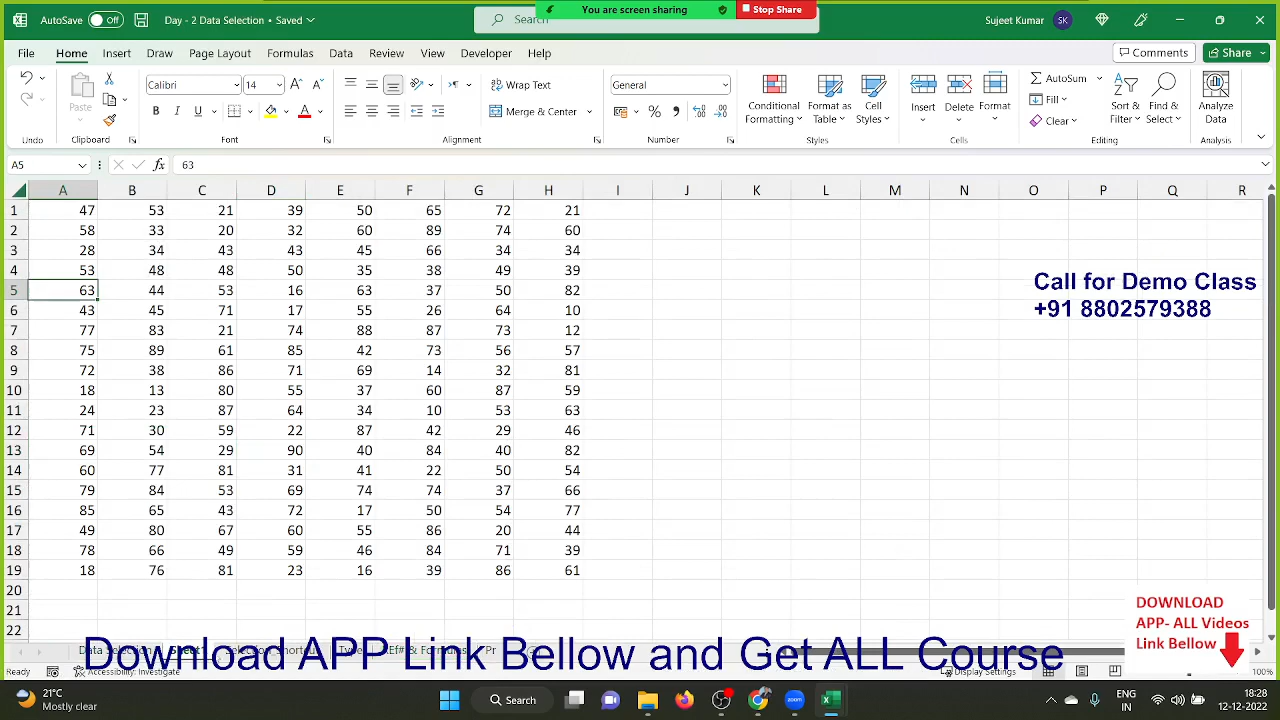 AutoSave Off Day - 2 Data Selection • Saved Search You are screen sharing Stop Share Sujeet Kumar SK
File Home Insert Draw Page Layout Formulas Data Review View Developer Help Comments Share
Calibri 14 A A Wrap Text General AutoSum
Paste B I U A Merge & Center % Conditional Formatting Format as Table Cell Styles Insert Delete Format Fill Clear Sort & Filter Find & Select Analyze Data
Undo Clipboard Font Alignment Number Styles Cells Editing Analysis
A5 fx 63
A B C D E F G H I J K L M N O P Q R
1 47 53 21 39 50 65 72 21
2 58 33 20 32 60 89 74 60
3 28 34 43 43 45 66 34 34
4 53 48 48 50 35 38 49 39
5 63 44 53 16 63 37 50 82
6 43 45 71 17 55 26 64 10
7 77 83 21 74 88 87 73 12
8 75 89 61 85 42 73 56 57
9 72 38 86 71 69 14 32 81
10 18 13 80 55 37 60 87 59
11 24 23 87 64 34 10 53 63
12 71 30 59 22 87 42 29 46
13 69 54 29 90 40 84 40 82
14 60 77 81 31 41 22 50 54
15 79 84 53 69 74 74 37 66
16 85 65 43 72 17 50 54 77
17 49 80 67 60 55 86 20 44
18 78 66 49 59 46 84 71 39
19 18 76 81 23 16 39 86 61
20
21
22
Call for Demo Class
+91 8802579388
DOWNLOAD
APP- ALL Videos
Link Bellow
Download APP Link Bellow and Get ALL Course
Ready Accessibility: Investigate Display Settings 100%
21°C
Mostly clear
Search
ENG
IN
18:28
12-12-2022